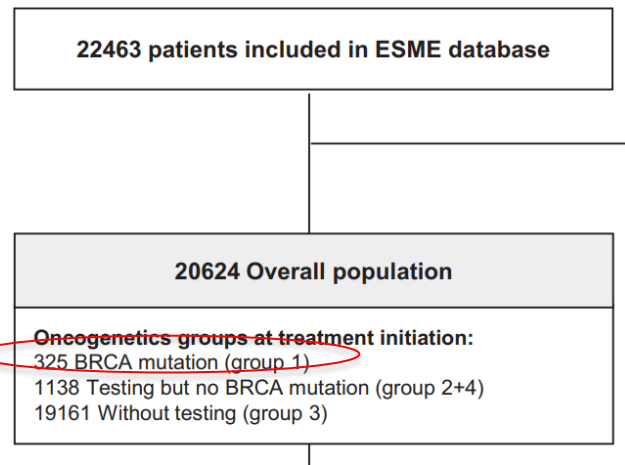 22463 patients included in ESME database
20624 Overall population
Oncogenetics groups at treatment initiation:
325 BRCA mutation (group 1)
1138 Testing but no BRCA mutation (group 2+4)
19161 Without testing (group 3)